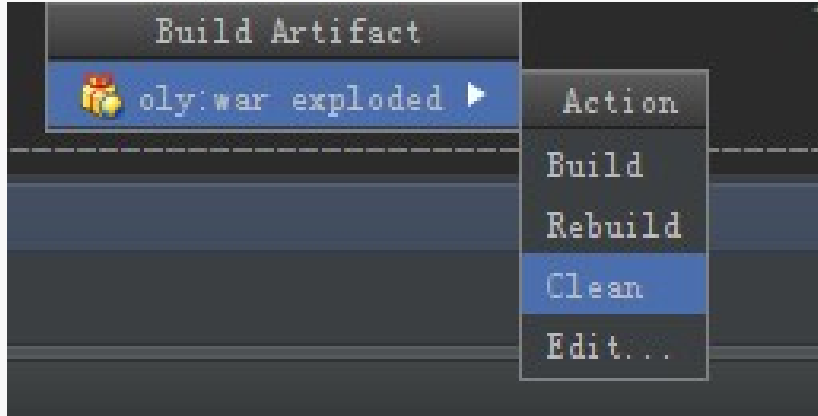 Build Artifact
oly:war exploded
Action
Build
Rebuild
Clean
Edit...